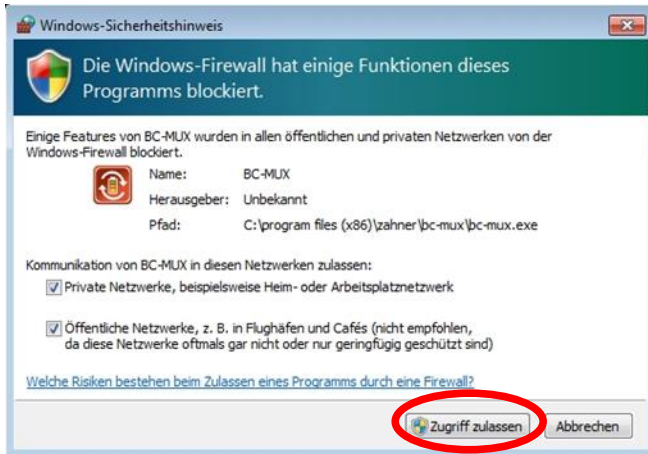 Windows-Sicherheitshinweis
Die Windows-Firewall hat einige Funktionen dieses
Programms blockiert.
Einige Features von BC-MUX wurden in allen öffentlichen und privaten Netzwerken von der
Windows-Firewall blockiert.
Name: BC-MUX
Herausgeber: Unbekannt
Pfad: C:\program files (x86)\zahner\bc-mux\bc-mux.exe
Kommunikation von BC-MUX in diesen Netzwerken zulassen:
Private Netzwerke, beispielsweise Heim- oder Arbeitsplatznetzwerk
Öffentliche Netzwerke, z. B. in Flughäfen und Cafés (nicht empfohlen,
da diese Netzwerke oftmals gar nicht oder nur geringfügig geschützt sind)
Welche Risiken bestehen beim Zulassen eines Programms durch eine Firewall?
Zugriff zulassen Abbrechen